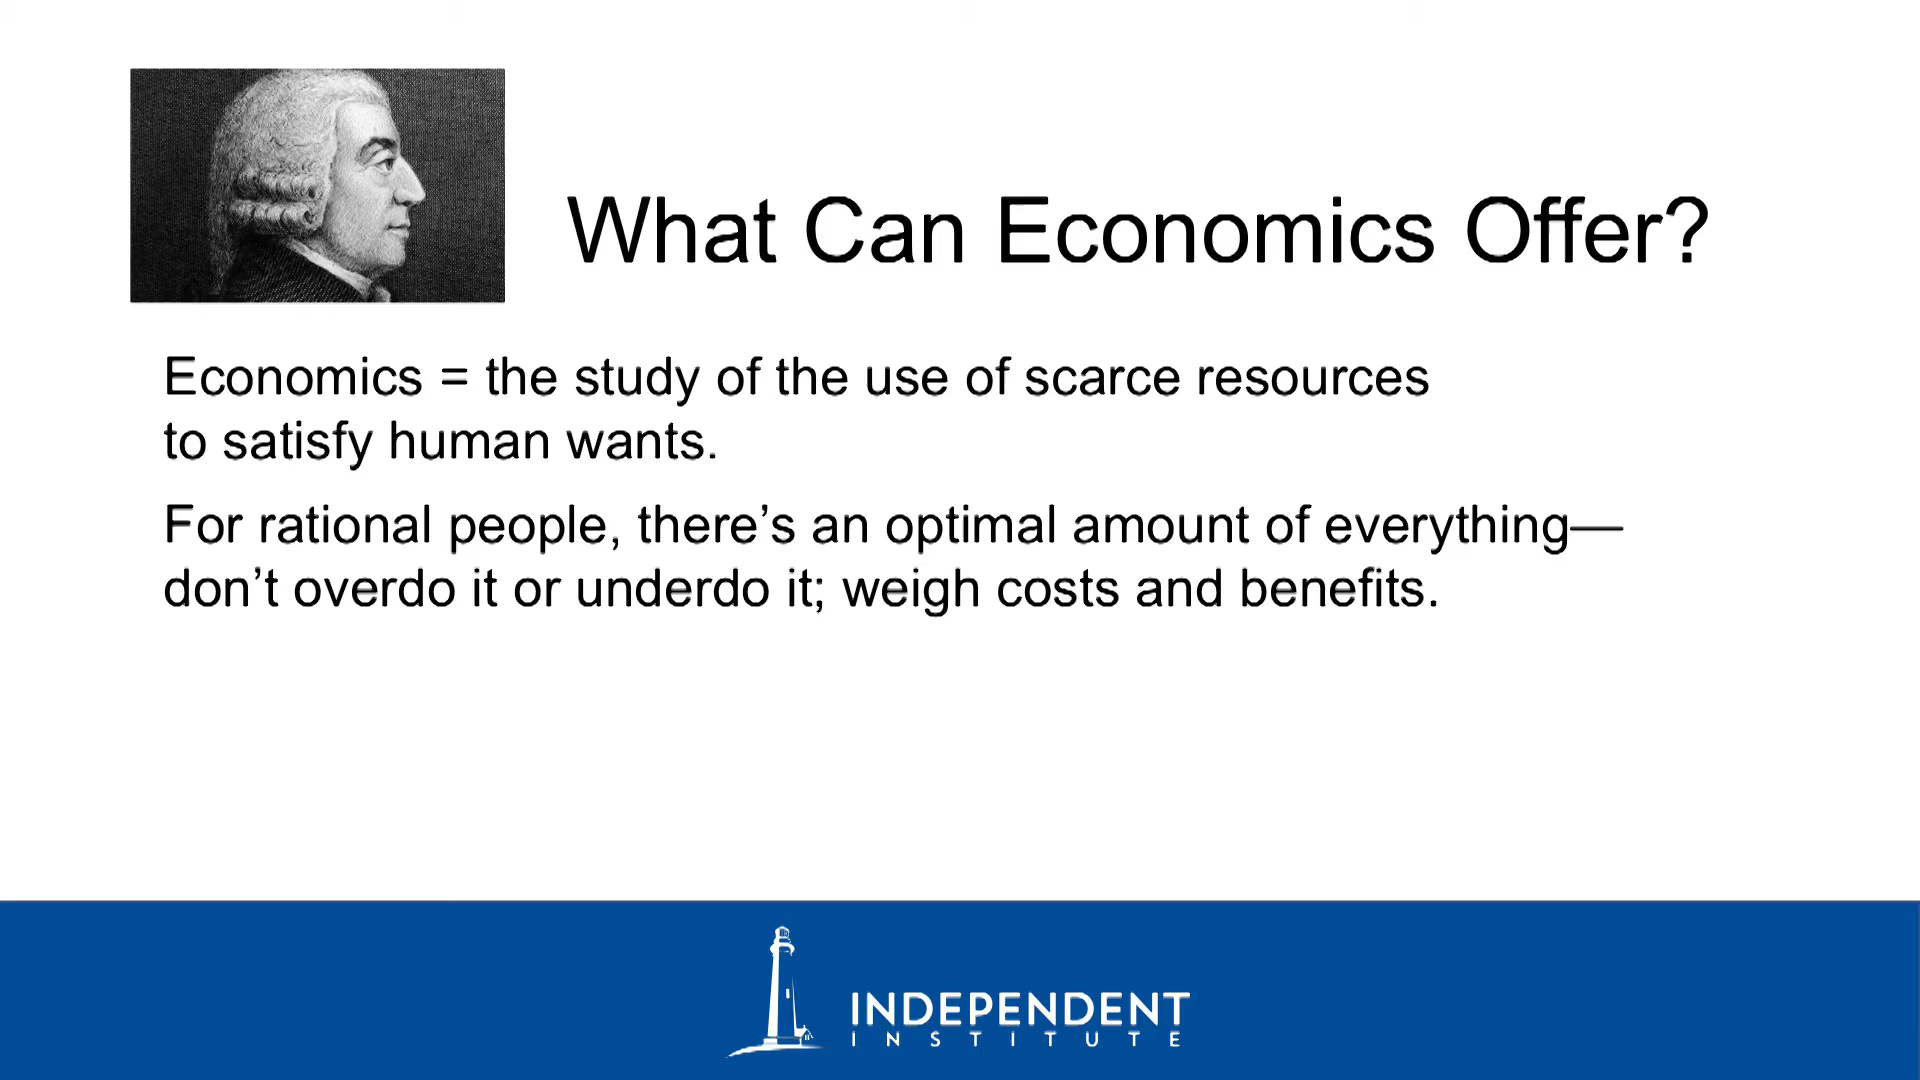 What Can Economics Offer?
Economics = the study of the use of scarce resources
to satisfy human wants.
For rational people, there’s an optimal amount of everything—
don’t overdo it or underdo it; weigh costs and benefits.
INDEPENDENT
INSTITUTE